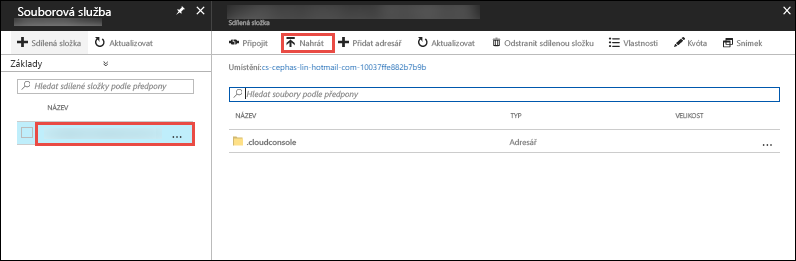 Souborová služba
Sdílená složka
Aktualizovat
Základy
Hledat sdílené složky podle předpony
NÁZEV
...
Sdílená složka
Připojit
Nahrát
Přidat adresář
Aktualizovat
Odstranit sdílenou složku
Vlastnosti
Kvóta
Snímek
Umístění:cs-cephas-lin-hotmail-com-10037ffe882b7b9b
Hledat soubory podle předpony
NÁZEV TYP VELIKOST
.cloudconsole Adresář ...